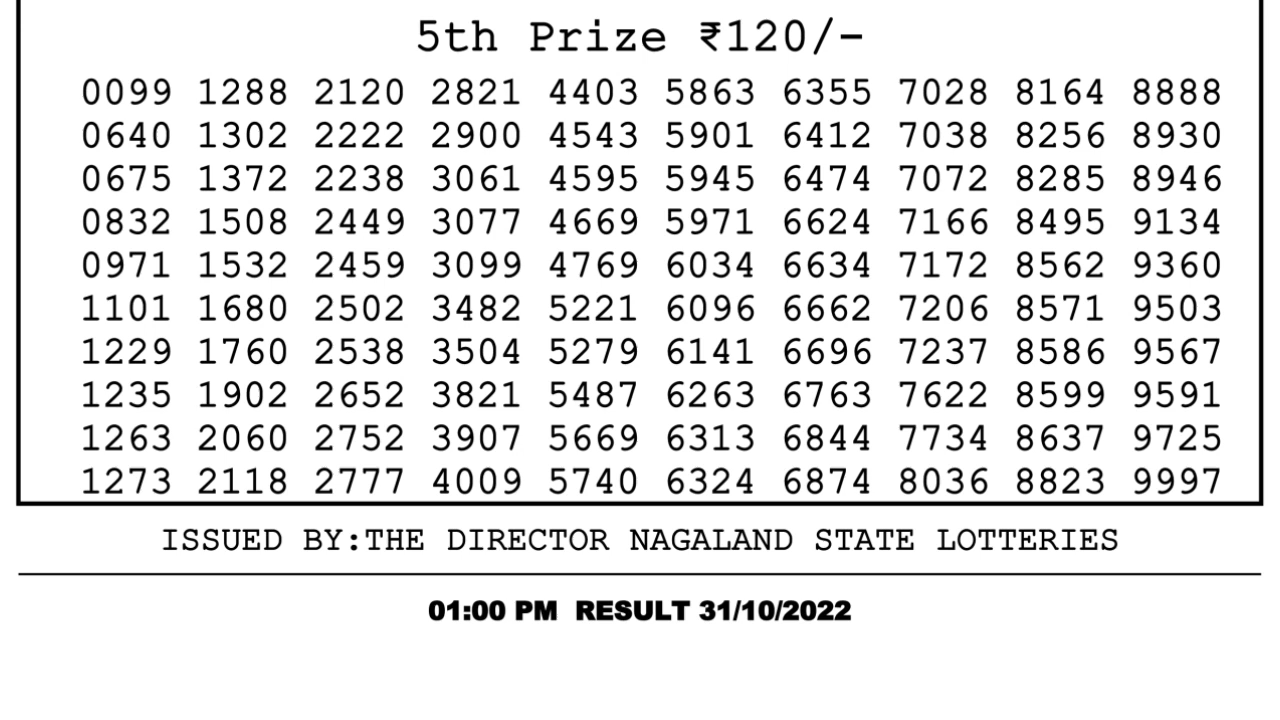 5th Prize ₹120/-
0099 1288 2120 2821 4403 5863 6355 7028 8164 8888
0640 1302 2222 2900 4543 5901 6412 7038 8256 8930
0675 1372 2238 3061 4595 5945 6474 7072 8285 8946
0832 1508 2449 3077 4669 5971 6624 7166 8495 9134
0971 1532 2459 3099 4769 6034 6634 7172 8562 9360
1101 1680 2502 3482 5221 6096 6662 7206 8571 9503
1229 1760 2538 3504 5279 6141 6696 7237 8586 9567
1235 1902 2652 3821 5487 6263 6763 7622 8599 9591
1263 2060 2752 3907 5669 6313 6844 7734 8637 9725
1273 2118 2777 4009 5740 6324 6874 8036 8823 9997
ISSUED BY:THE DIRECTOR NAGALAND STATE LOTTERIES
01:00 PM RESULT 31/10/2022